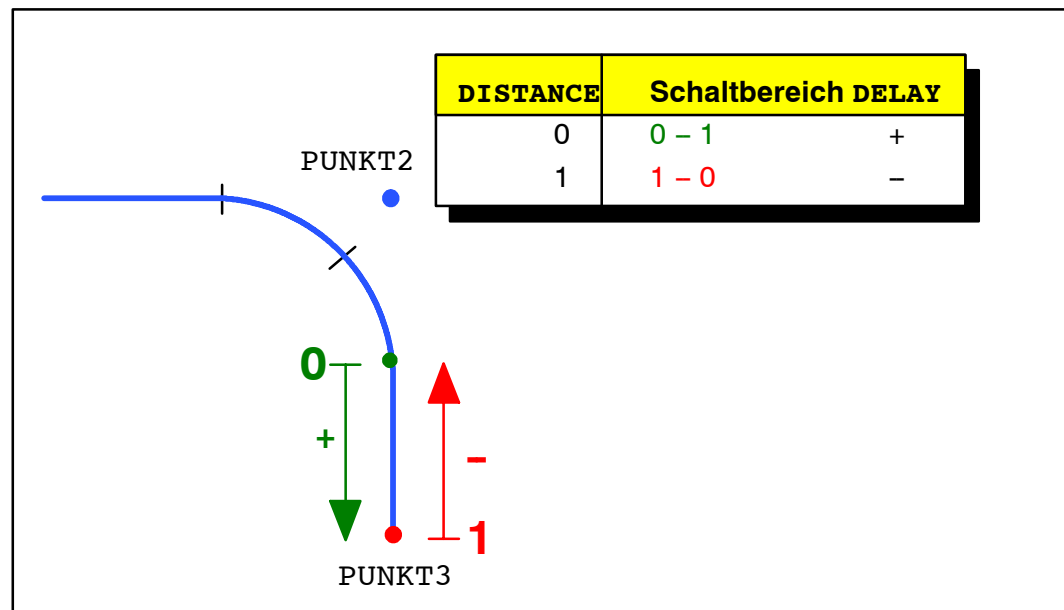 DISTANCE Schaltbereich DELAY
0 0 – 1 +
1 1 – 0 –
PUNKT2
0
+
–
1
PUNKT3